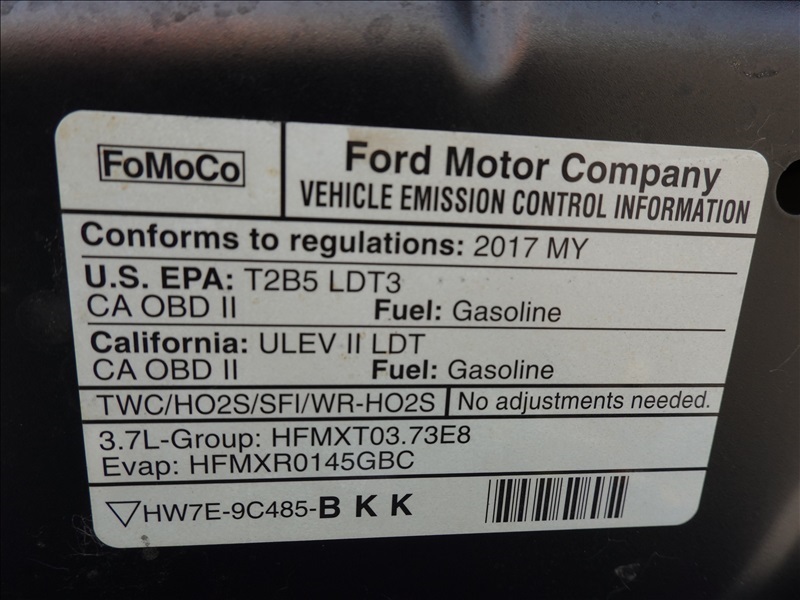 FoMoCo
Ford Motor Company
VEHICLE EMISSION CONTROL INFORMATION
Conforms to regulations: 2017 MY
U.S. EPA: T2B5 LDT3
CA OBD II Fuel: Gasoline
California: ULEV II LDT
CA OBD II Fuel: Gasoline
TWC/HO2S/SFI/WR-HO2S No adjustments needed.
3.7L-Group: HFMXT03.73E8
Evap: HFMXR0145GBC
HW7E-9C485-B K K